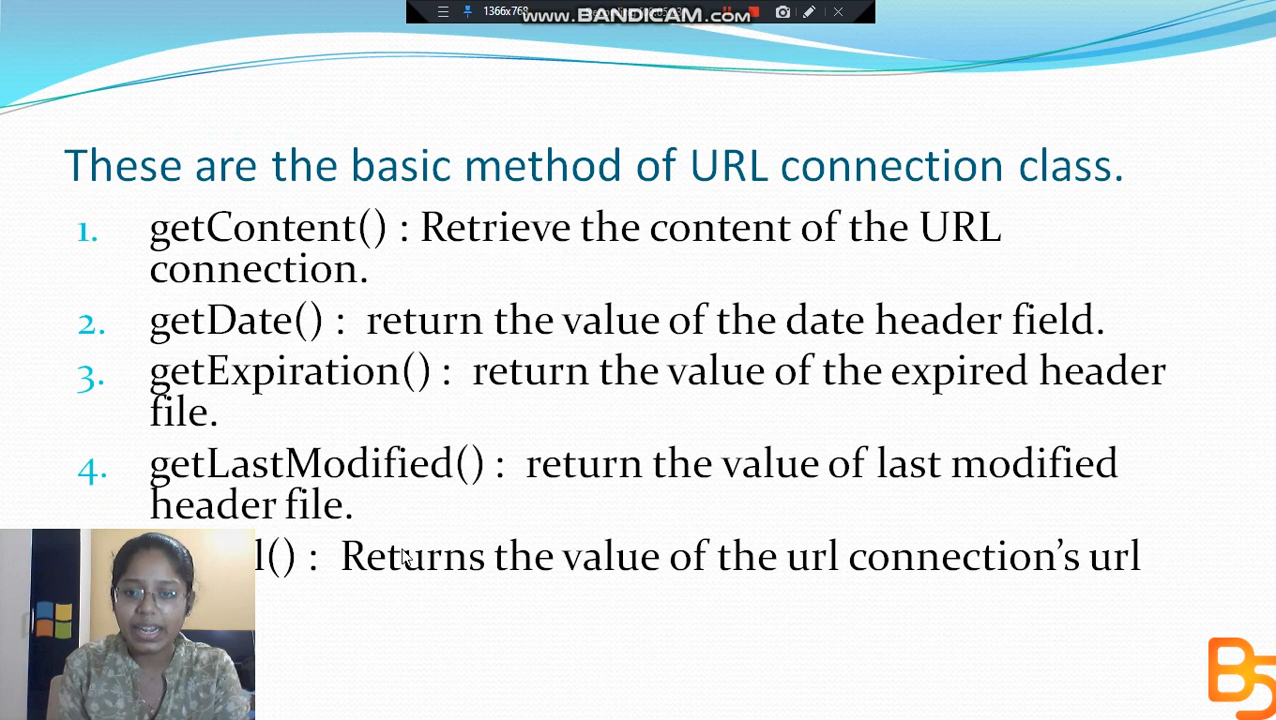 1366x768
www.BANDICAM.com
These are the basic method of URL connection class.
1. getContent() : Retrieve the content of the URL
connection.
2. getDate() : return the value of the date header field.
3. getExpiration() : return the value of the expired header
file.
4. getLastModified() : return the value of last modified
header file.
l() : Returns the value of the url connection’s url
B5